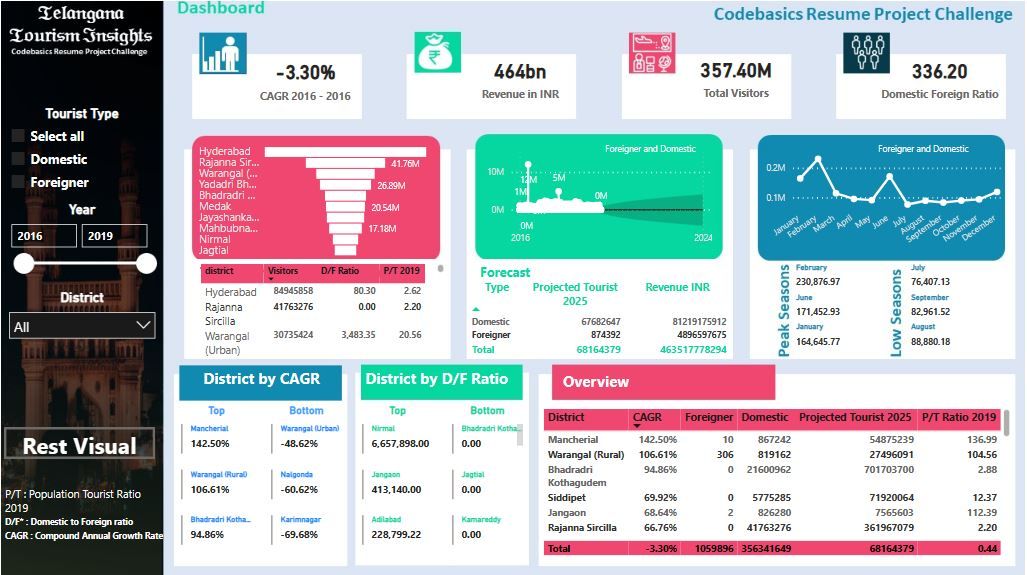 Telangana
Tourism Insights
Codebasics Resume Project Challenge
Tourist Type
Select all
Domestic
Foreigner
Year
2016
2019
District
All
Rest Visual
P/T : Population Tourist Ratio
2019
D/F* : Domestic to Foreign ratio
CAGR : Compound Annual Growth Rate
Dashboard
Codebasics Resume Project Challenge
-3.30%
CAGR 2016 - 2016
464bn
Revenue in INR
357.40M
Total Visitors
336.20
Domestic Foreign Ratio
Hyderabad
Rajanna Sir...
41.76M
Warangal (...
Yadadri Bh...
26.89M
Bhadradri ...
Medak
20.54M
Jayashanka...
Mahbubna...
17.18M
Nirmal
Jagtial
district Visitors D/F Ratio P/T 2019
Hyderabad 84945858 80.30 2.62
Rajanna Sircilla 41763276 0.00 2.20
Warangal (Urban) 30735424 3,483.35 20.56
Foreigner and Domestic
10M
0M
12M
1M
5M
0M
0M
2016
2024
Forecast
Type Projected Tourist 2025 Revenue INR
Domestic 67682647 81219175912
Foreigner 874392 4896597675
Total 68164379 463517778294
Foreigner and Domestic
0.2M
0.1M
January
February
March
April
May
June
July
August
September
October
November
December
Peak Seasons
February
230,876.97
June
171,452.93
January
164,645.77
Low Seasons
July
76,407.13
September
82,961.52
August
88,880.18
District by CAGR
Top Bottom
Mancherial Warangal (Urban)
142.50% -48.62%
Warangal (Rural) Nalgonda
106.61% -60.62%
Bhadradri Kotha... Karimnagar
94.86% -69.68%
District by D/F Ratio
Top Bottom
Nirmal Bhadradri Kotha...
6,657,898.00 0.00
Jangaon Jagtial
413,140.00 0.00
Adilabad Kamareddy
228,799.22 0.00
Overview
District CAGR Foreigner Domestic Projected Tourist 2025 P/T Ratio 2019
Mancherial 142.50% 10 867242 54875239 136.99
Warangal (Rural) 106.61% 306 819162 27496091 104.56
Bhadradri Kothagudem 94.86% 0 21600962 701703700 2.88
Siddipet 69.92% 0 5775285 71920064 12.37
Jangaon 68.64% 2 826280 7565603 112.39
Rajanna Sircilla 66.76% 0 41763276 361967079 2.20
Total -3.30% 1059896 356341649 68164379 0.44